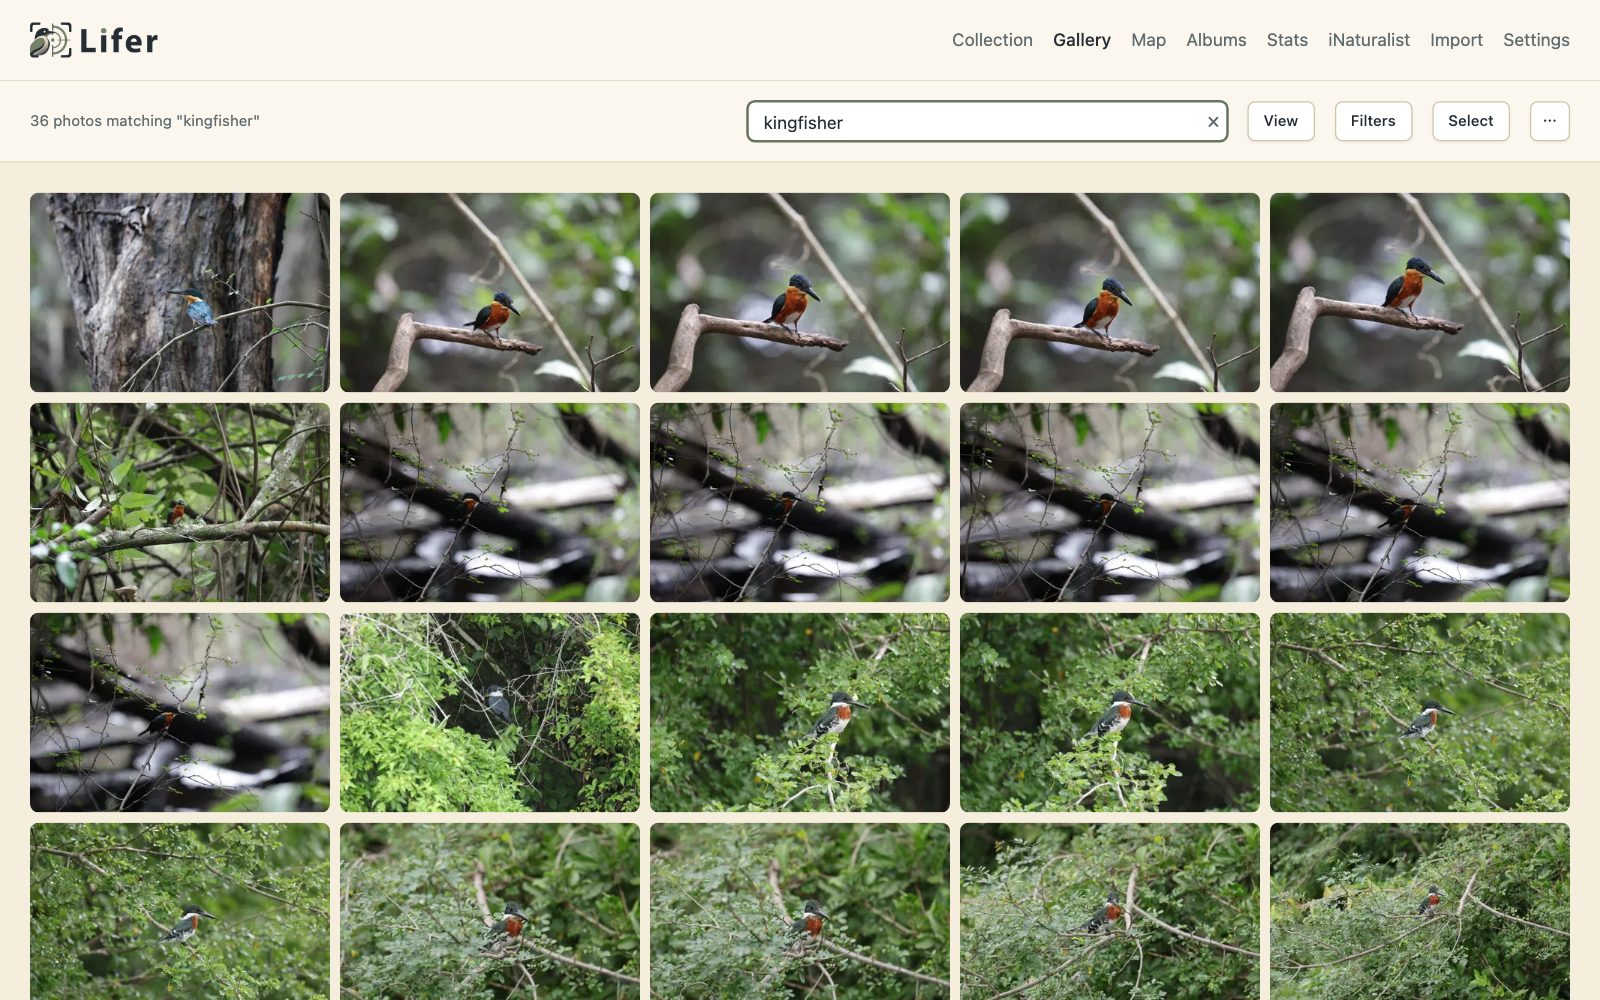 Lifer
Collection Gallery Map Albums Stats iNaturalist Import Settings
36 photos matching "kingfisher"
kingfisher
View
Filters
Select